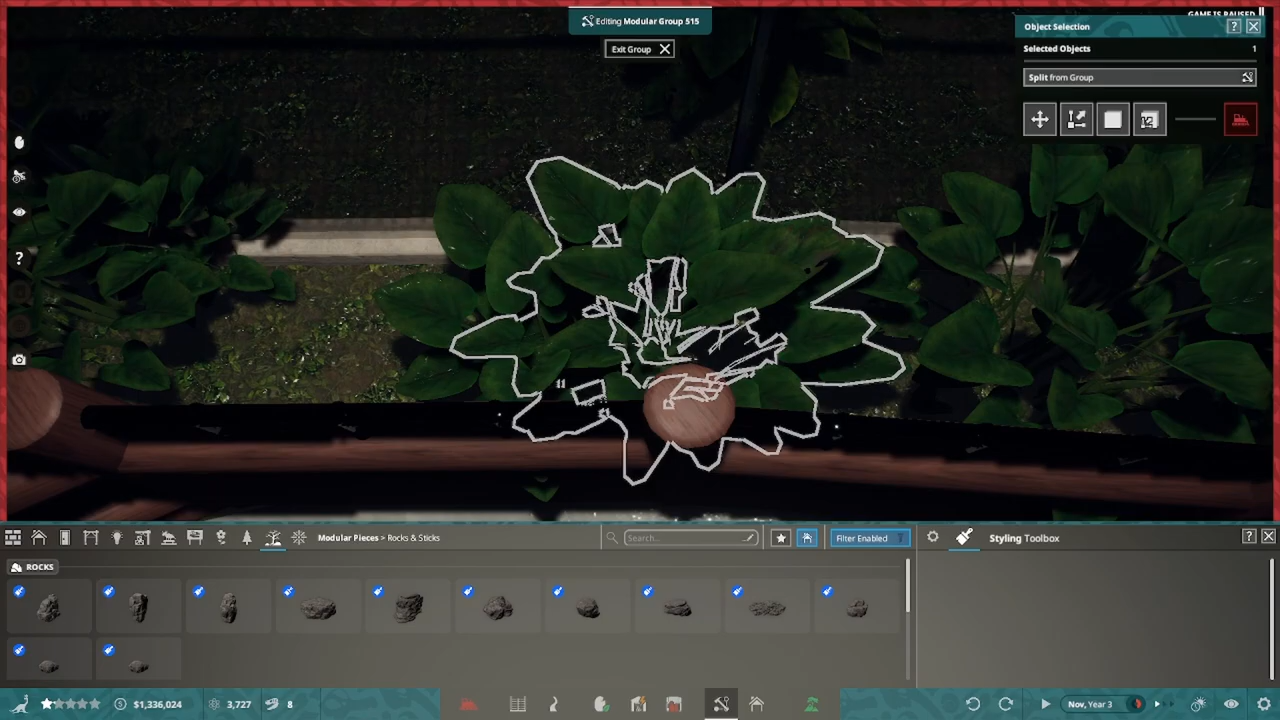 Editing Modular Group 515
GAME IS PAUSED
Exit Group
Object Selection
?
Selected Objects 1
Split from Group
?
Modular Pieces > Rocks & Sticks
Search...
Filter Enabled
Styling Toolbox
?
ROCKS
$1,336,024
3,727
8
Nov, Year 3